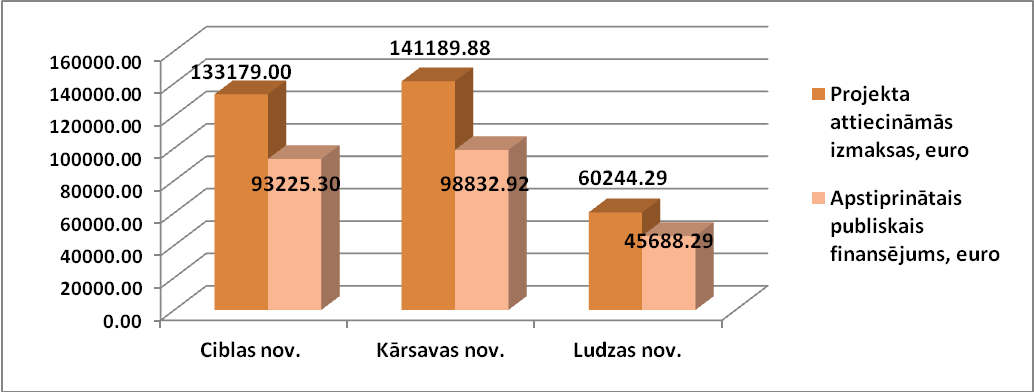 160000.00
140000.00
120000.00
100000.00
80000.00
60000.00
40000.00
20000.00
0.00
133179.00
93225.30
141189.88
98832.92
60244.29
45688.29
Ciblas nov.
Kārsavas nov.
Ludzas nov.
Projekta
attiecināmās
izmaksas, euro
Apstiprinātais
publiskais
finansējums, euro